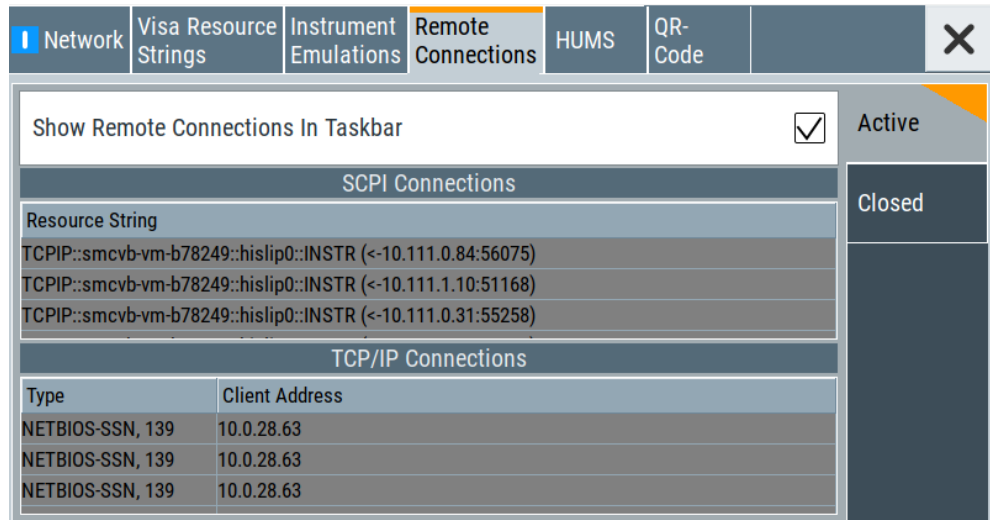 Network
Visa Resource
Strings
Instrument
Emulations
Remote
Connections
HUMS
QR-
Code
Show Remote Connections In Taskbar
Active
Closed
SCPI Connections
Resource String
TCPIP::smcvb-vm-b78249::hislip0::INSTR (<-10.111.0.84:56075)
TCPIP::smcvb-vm-b78249::hislip0::INSTR (<-10.111.1.10:51168)
TCPIP::smcvb-vm-b78249::hislip0::INSTR (<-10.111.0.31:55258)
TCP/IP Connections
Type Client Address
NETBIOS-SSN, 139 10.0.28.63
NETBIOS-SSN, 139 10.0.28.63
NETBIOS-SSN, 139 10.0.28.63